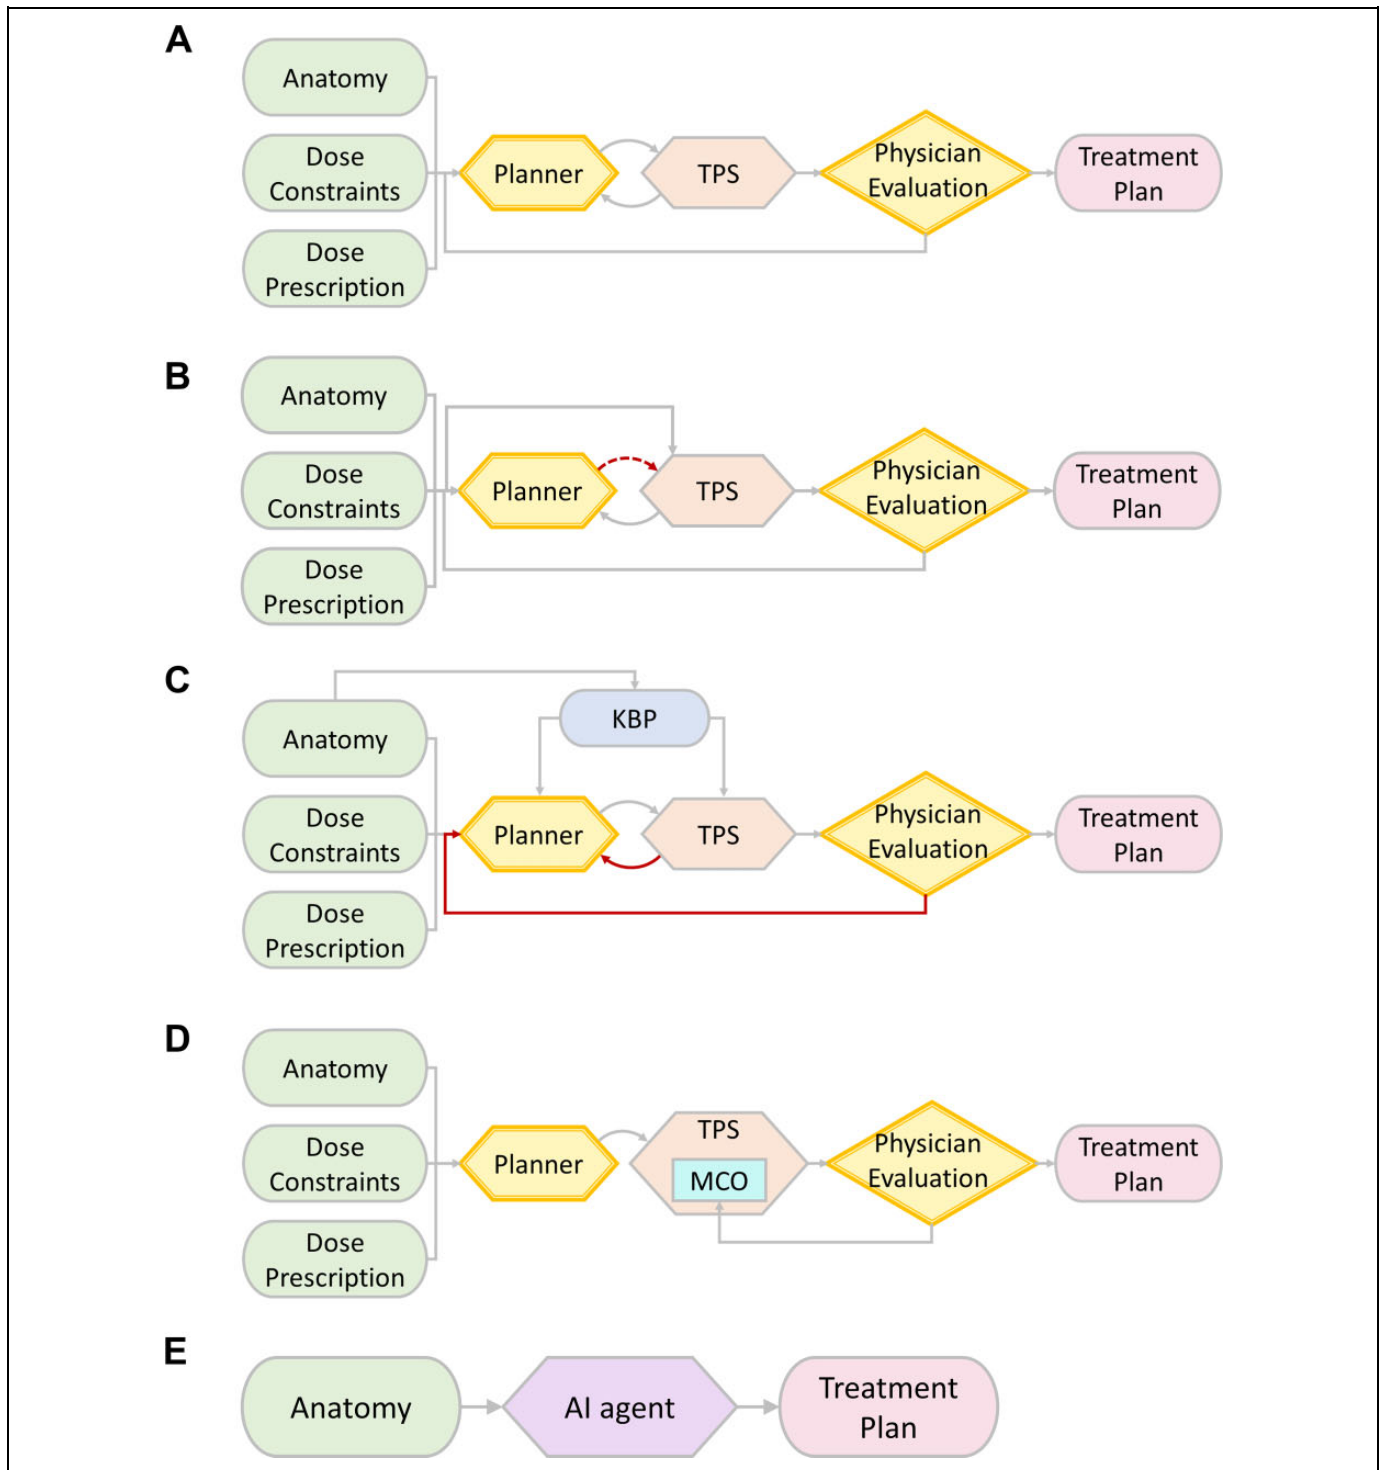 A
Anatomy
Dose
Constraints
Dose
Prescription
Planner
TPS
Physician
Evaluation
Treatment
Plan
B
Anatomy
Dose
Constraints
Dose
Prescription
Planner
TPS
Physician
Evaluation
Treatment
Plan
C
KBP
Anatomy
Dose
Constraints
Dose
Prescription
Planner
TPS
Physician
Evaluation
Treatment
Plan
D
Anatomy
Dose
Constraints
Dose
Prescription
Planner
TPS
MCO
Physician
Evaluation
Treatment
Plan
E
Anatomy
AI agent
Treatment
Plan